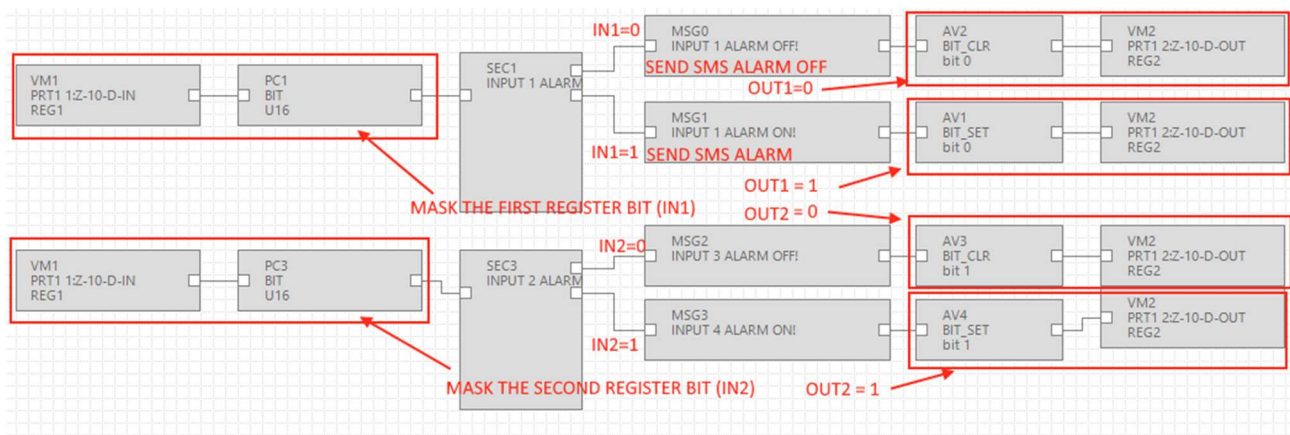 VM1
PRT1 1:Z-10-D-IN
REG1
PC1
BIT
U16
MASK THE FIRST REGISTER BIT (IN1)
SEC1
INPUT 1 ALARM
IN1=0
MSG0
INPUT 1 ALARM OFF!
SEND SMS ALARM OFF
OUT1=0
AV2
BIT_CLR
bit 0
VM2
PRT1 2:Z-10-D-OUT
REG2
IN1=1
MSG1
INPUT 1 ALARM ON!
SEND SMS ALARM
OUT1 = 1
AV1
BIT_SET
bit 0
VM2
PRT1 2:Z-10-D-OUT
REG2
VM1
PRT1 1:Z-10-D-IN
REG1
PC3
BIT
U16
MASK THE SECOND REGISTER BIT (IN2)
SEC3
INPUT 2 ALARM
IN2=0
MSG2
INPUT 3 ALARM OFF!
OUT2 = 0
AV3
BIT_CLR
bit 1
VM2
PRT1 2:Z-10-D-OUT
REG2
IN2=1
MSG3
INPUT 4 ALARM ON!
OUT2 = 1
AV4
BIT_SET
bit 1
VM2
PRT1 2:Z-10-D-OUT
REG2